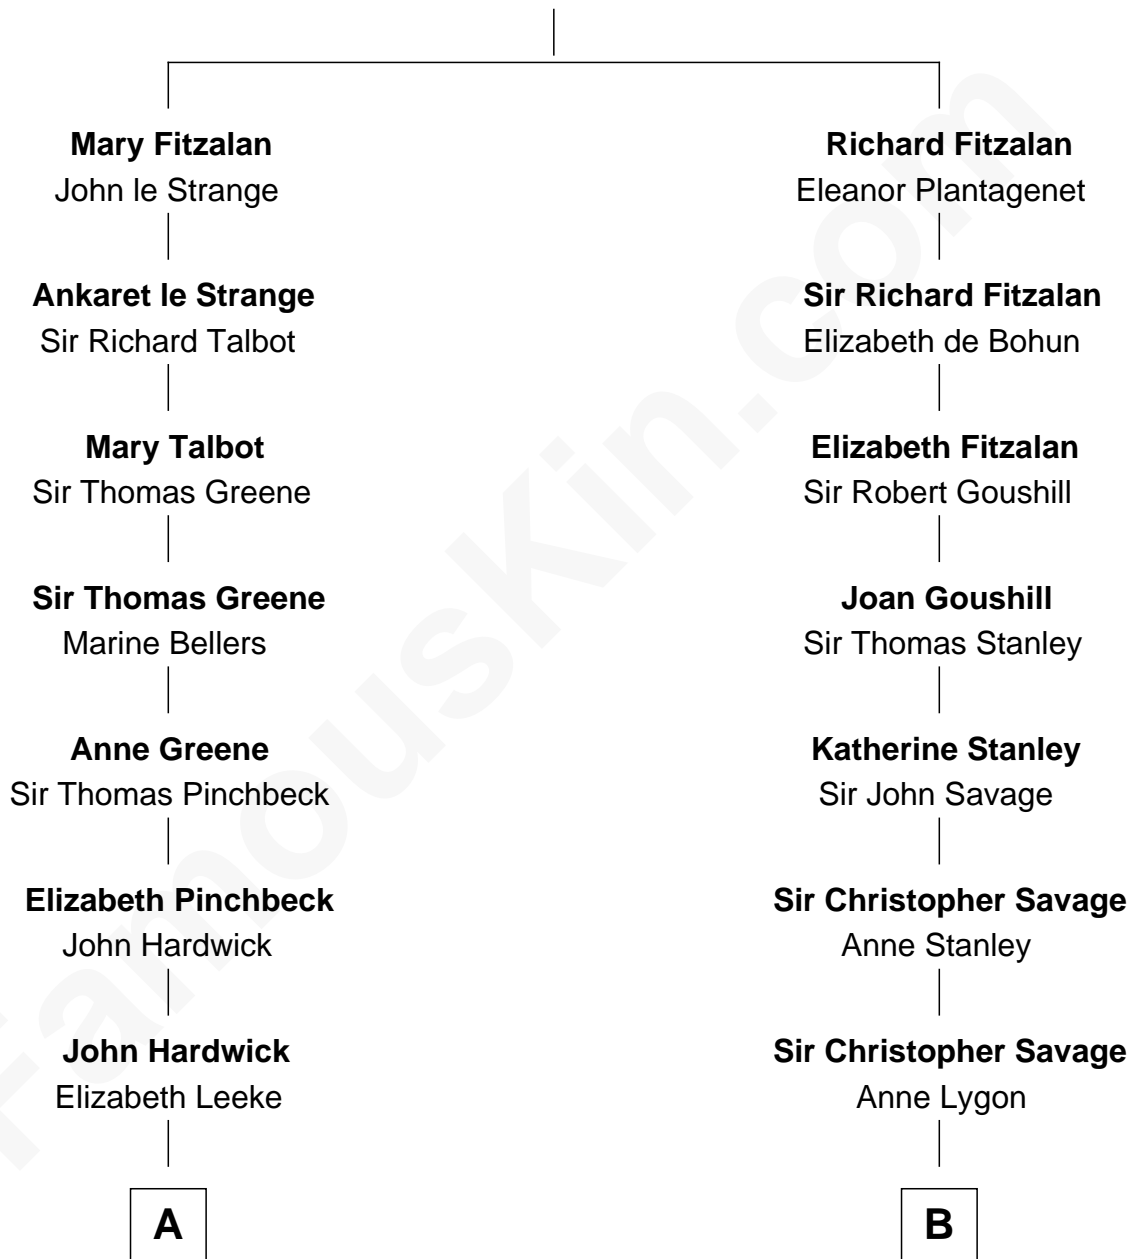 Mary Fitzalan
John le Strange
Richard Fitzalan
Eleanor Plantagenet
Ankaret le Strange
Sir Richard Talbot
Sir Richard Fitzalan
Elizabeth de Bohun
Mary Talbot
Sir Thomas Greene
Elizabeth Fitzalan
Sir Robert Goushill
Sir Thomas Greene
Marine Bellers
Joan Goushill
Sir Thomas Stanley
Anne Greene
Sir Thomas Pinchbeck
Katherine Stanley
Sir John Savage
Elizabeth Pinchbeck
John Hardwick
Sir Christopher Savage
Anne Stanley
John Hardwick
Elizabeth Leeke
Sir Christopher Savage
Anne Lygon
A
B
FamousKin.com